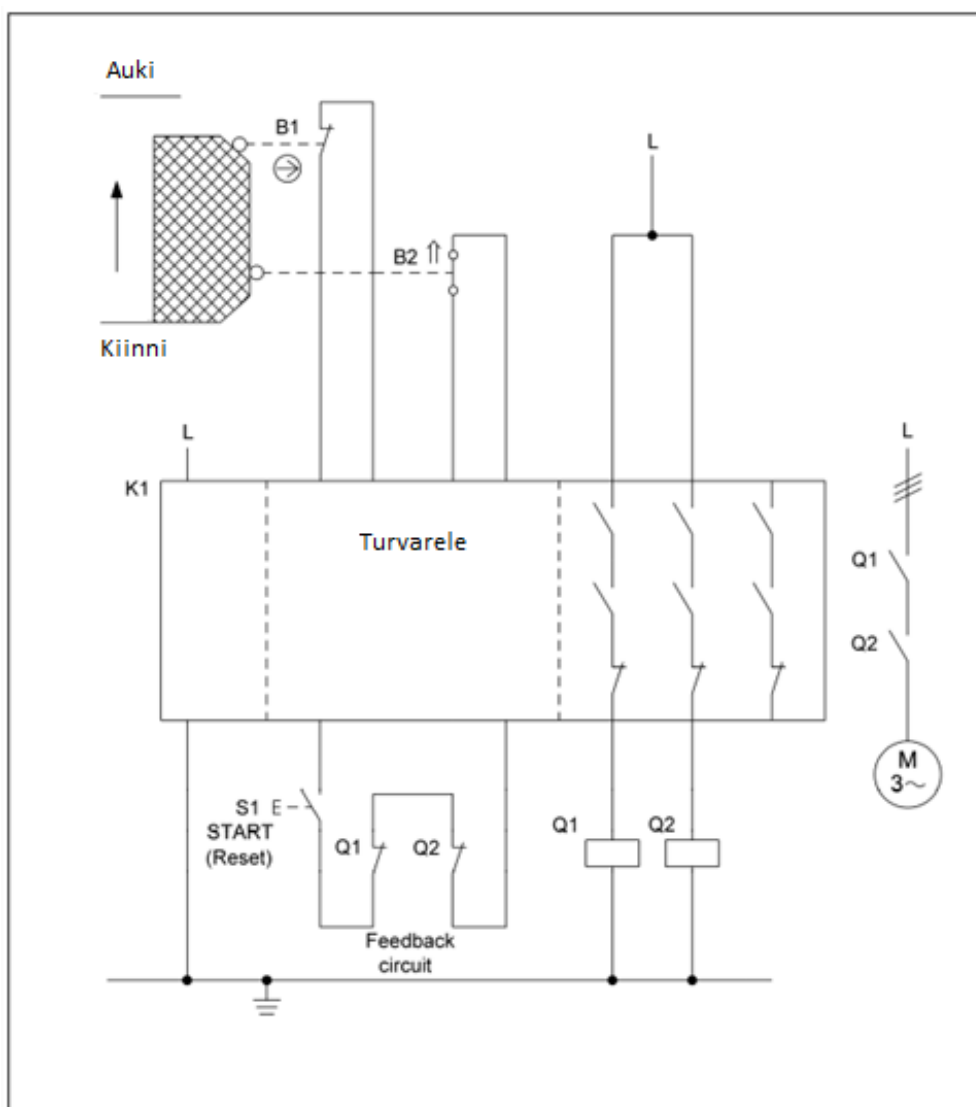 Auki
B1
L
B2
Kiinni
L
L
K1
Turvarele
Q1
Q2
M
3~
S1
START
(Reset)
Q1
Q2
Q1
Q2
Feedback
circuit